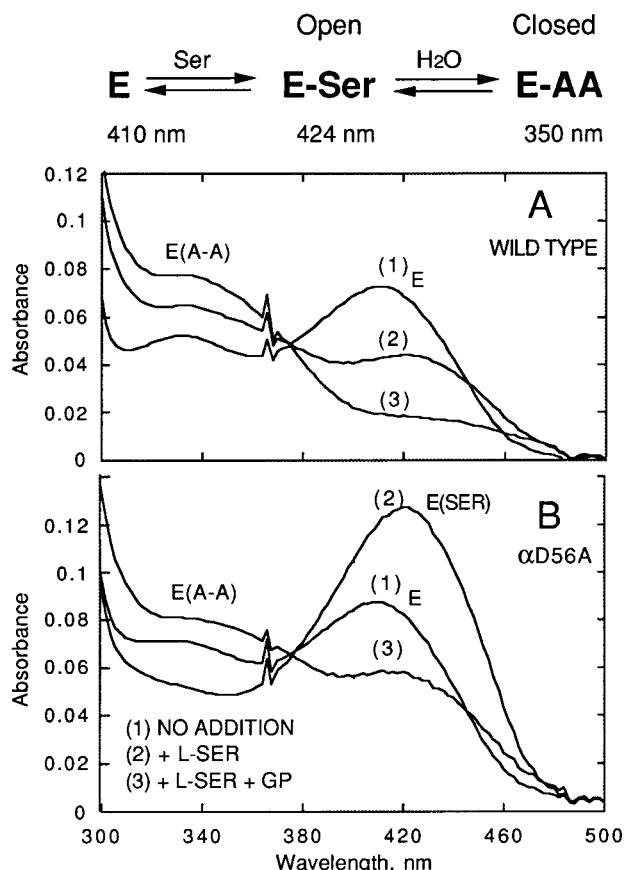 Open Closed
E Ser E-Ser H2O E-AA
410 nm 424 nm 350 nm
0.12
0.1
0.08
0.06
0.04
0.02
0
Absorbance
A
WILD TYPE
E(A-A)
(1) E
(2)
(3)
0.12
0.1
0.08
0.06
0.04
0.02
0
Absorbance
B
αD56A
(2) E(SER)
E(A-A)
(1) E
(3)
(1) NO ADDITION
(2) + L-SER
(3) + L-SER + GP
300 340 380 420 460 500
Wavelength, nm